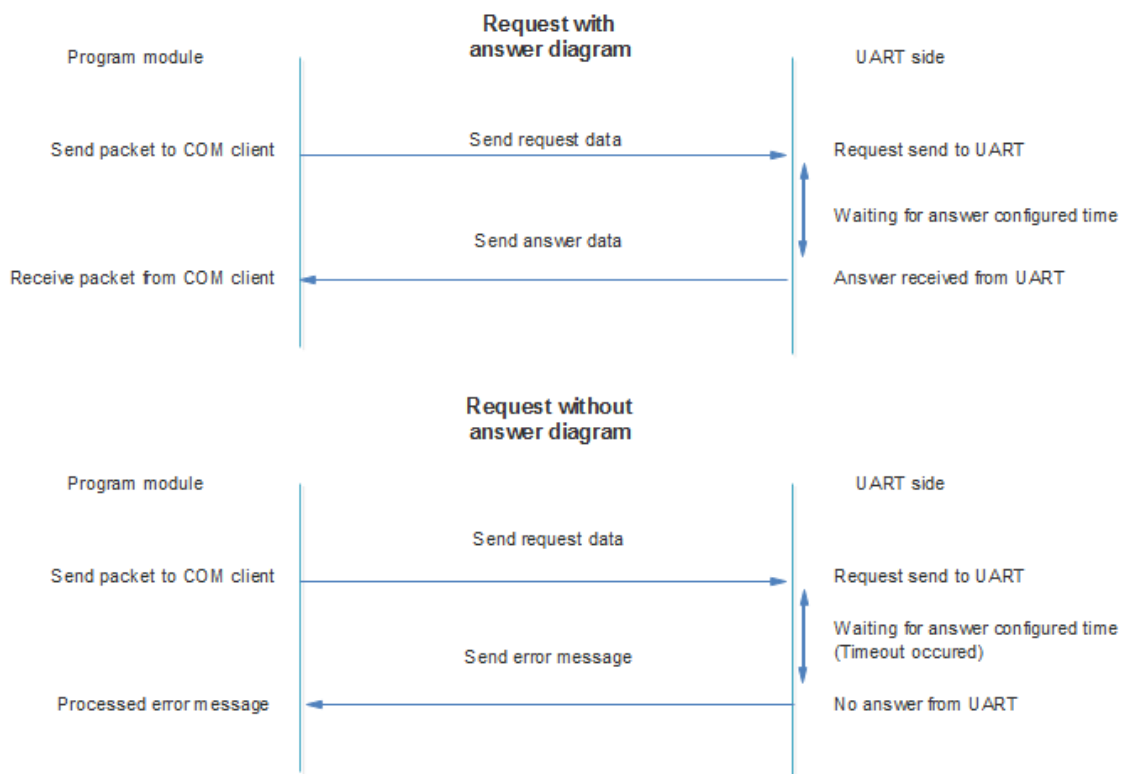 Request with
answer diagram
Program module
UART side
Send packet to COM client
Send request data
Request send to UART
Waiting for answer configured time
Send answer data
Receive packet from COM client
Answer received from UART
Request without
answer diagram
Program module
UART side
Send request data
Send packet to COM client
Request send to UART
Waiting for answer configured time
(Timeout occured)
Send error message
Processed error message
No answer from UART